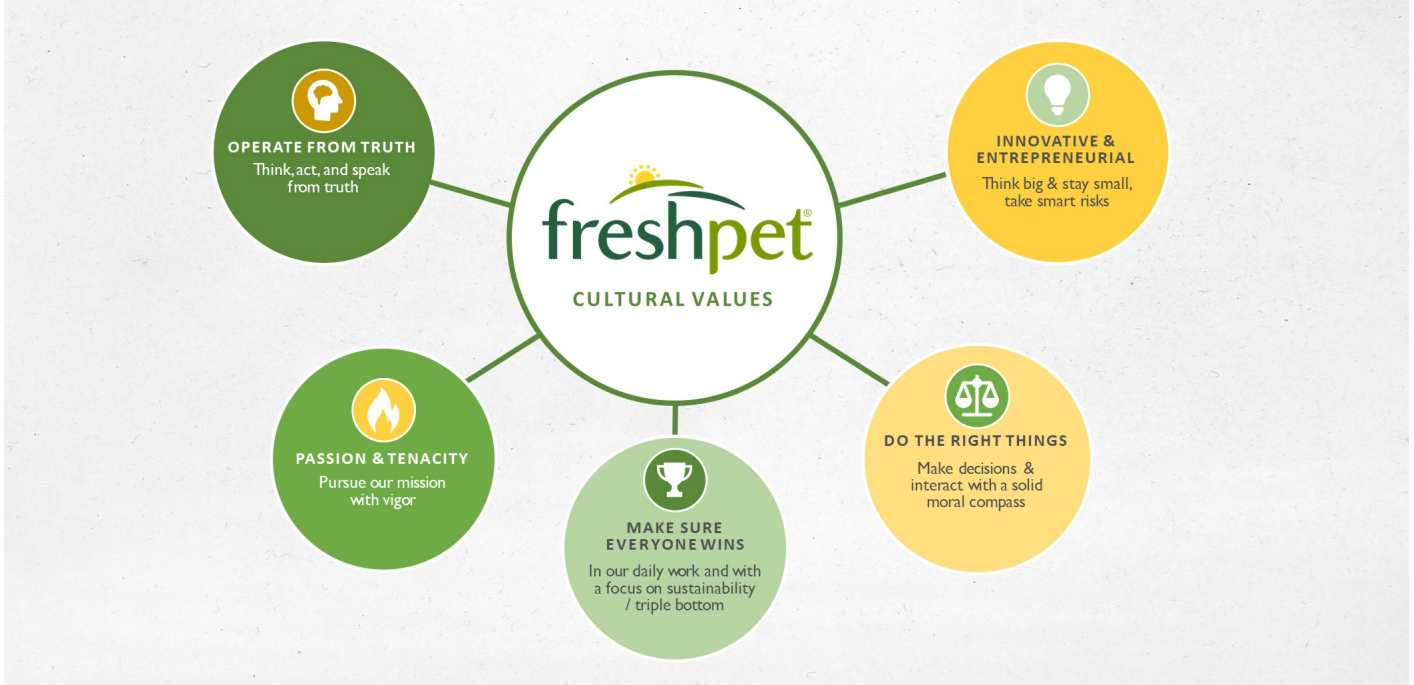 OPERATE FROM TRUTH
Think, act, and speak
from truth
freshpet®
CULTURAL VALUES
INNOVATIVE &
ENTREPRENEURIAL
Think big & stay small,
take smart risks
PASSION & TENACITY
Pursue our mission
with vigor
MAKE SURE
EVERYONE WINS
In our daily work and with
a focus on sustainability
/ triple bottom
DO THE RIGHT THINGS
Make decisions &
interact with a solid
moral compass